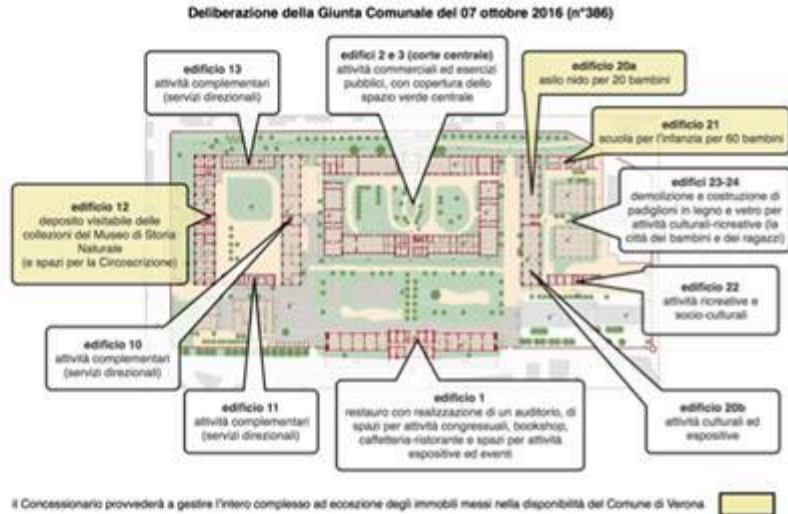 Deliberazione della Giunta Comunale del 07 ottobre 2016 (n°386)
edificio 13
attività complementari
(servizi direzionali)
edifici 2 e 3 (corte centrale)
attività commerciali ed esercizi
pubblici, con copertura dello
spazio verde centrale
edificio 20a
asilo nido per 20 bambini
edificio 21
scuola per l'infanzia per 60 bambini
edificio 12
deposito visitabile delle
collezioni del Museo di Storia
Naturale
(e spazi per la Circoscrizione)
edifici 23-24
demolizione e costruzione di
padiglioni in legno e vetro per
attività culturali-ricreative (la
città dei bambini e dei ragazzi)
edificio 22
attività ricreative e
socio-culturali
edificio 10
attività complementari
(servizi direzionali)
edificio 11
attività complementari
(servizi direzionali)
edificio 1
restauro con realizzazione di un auditorio, di
spazi per attività congressuali, bookshop,
caffetteria-ristorante e spazi per attività
espositive ed eventi
edificio 20b
attività culturali ed
espositive
il Concessionario provvederà a gestire l'intero complesso ad eccezione degli immobili messi nella disponibilità del Comune di Verona